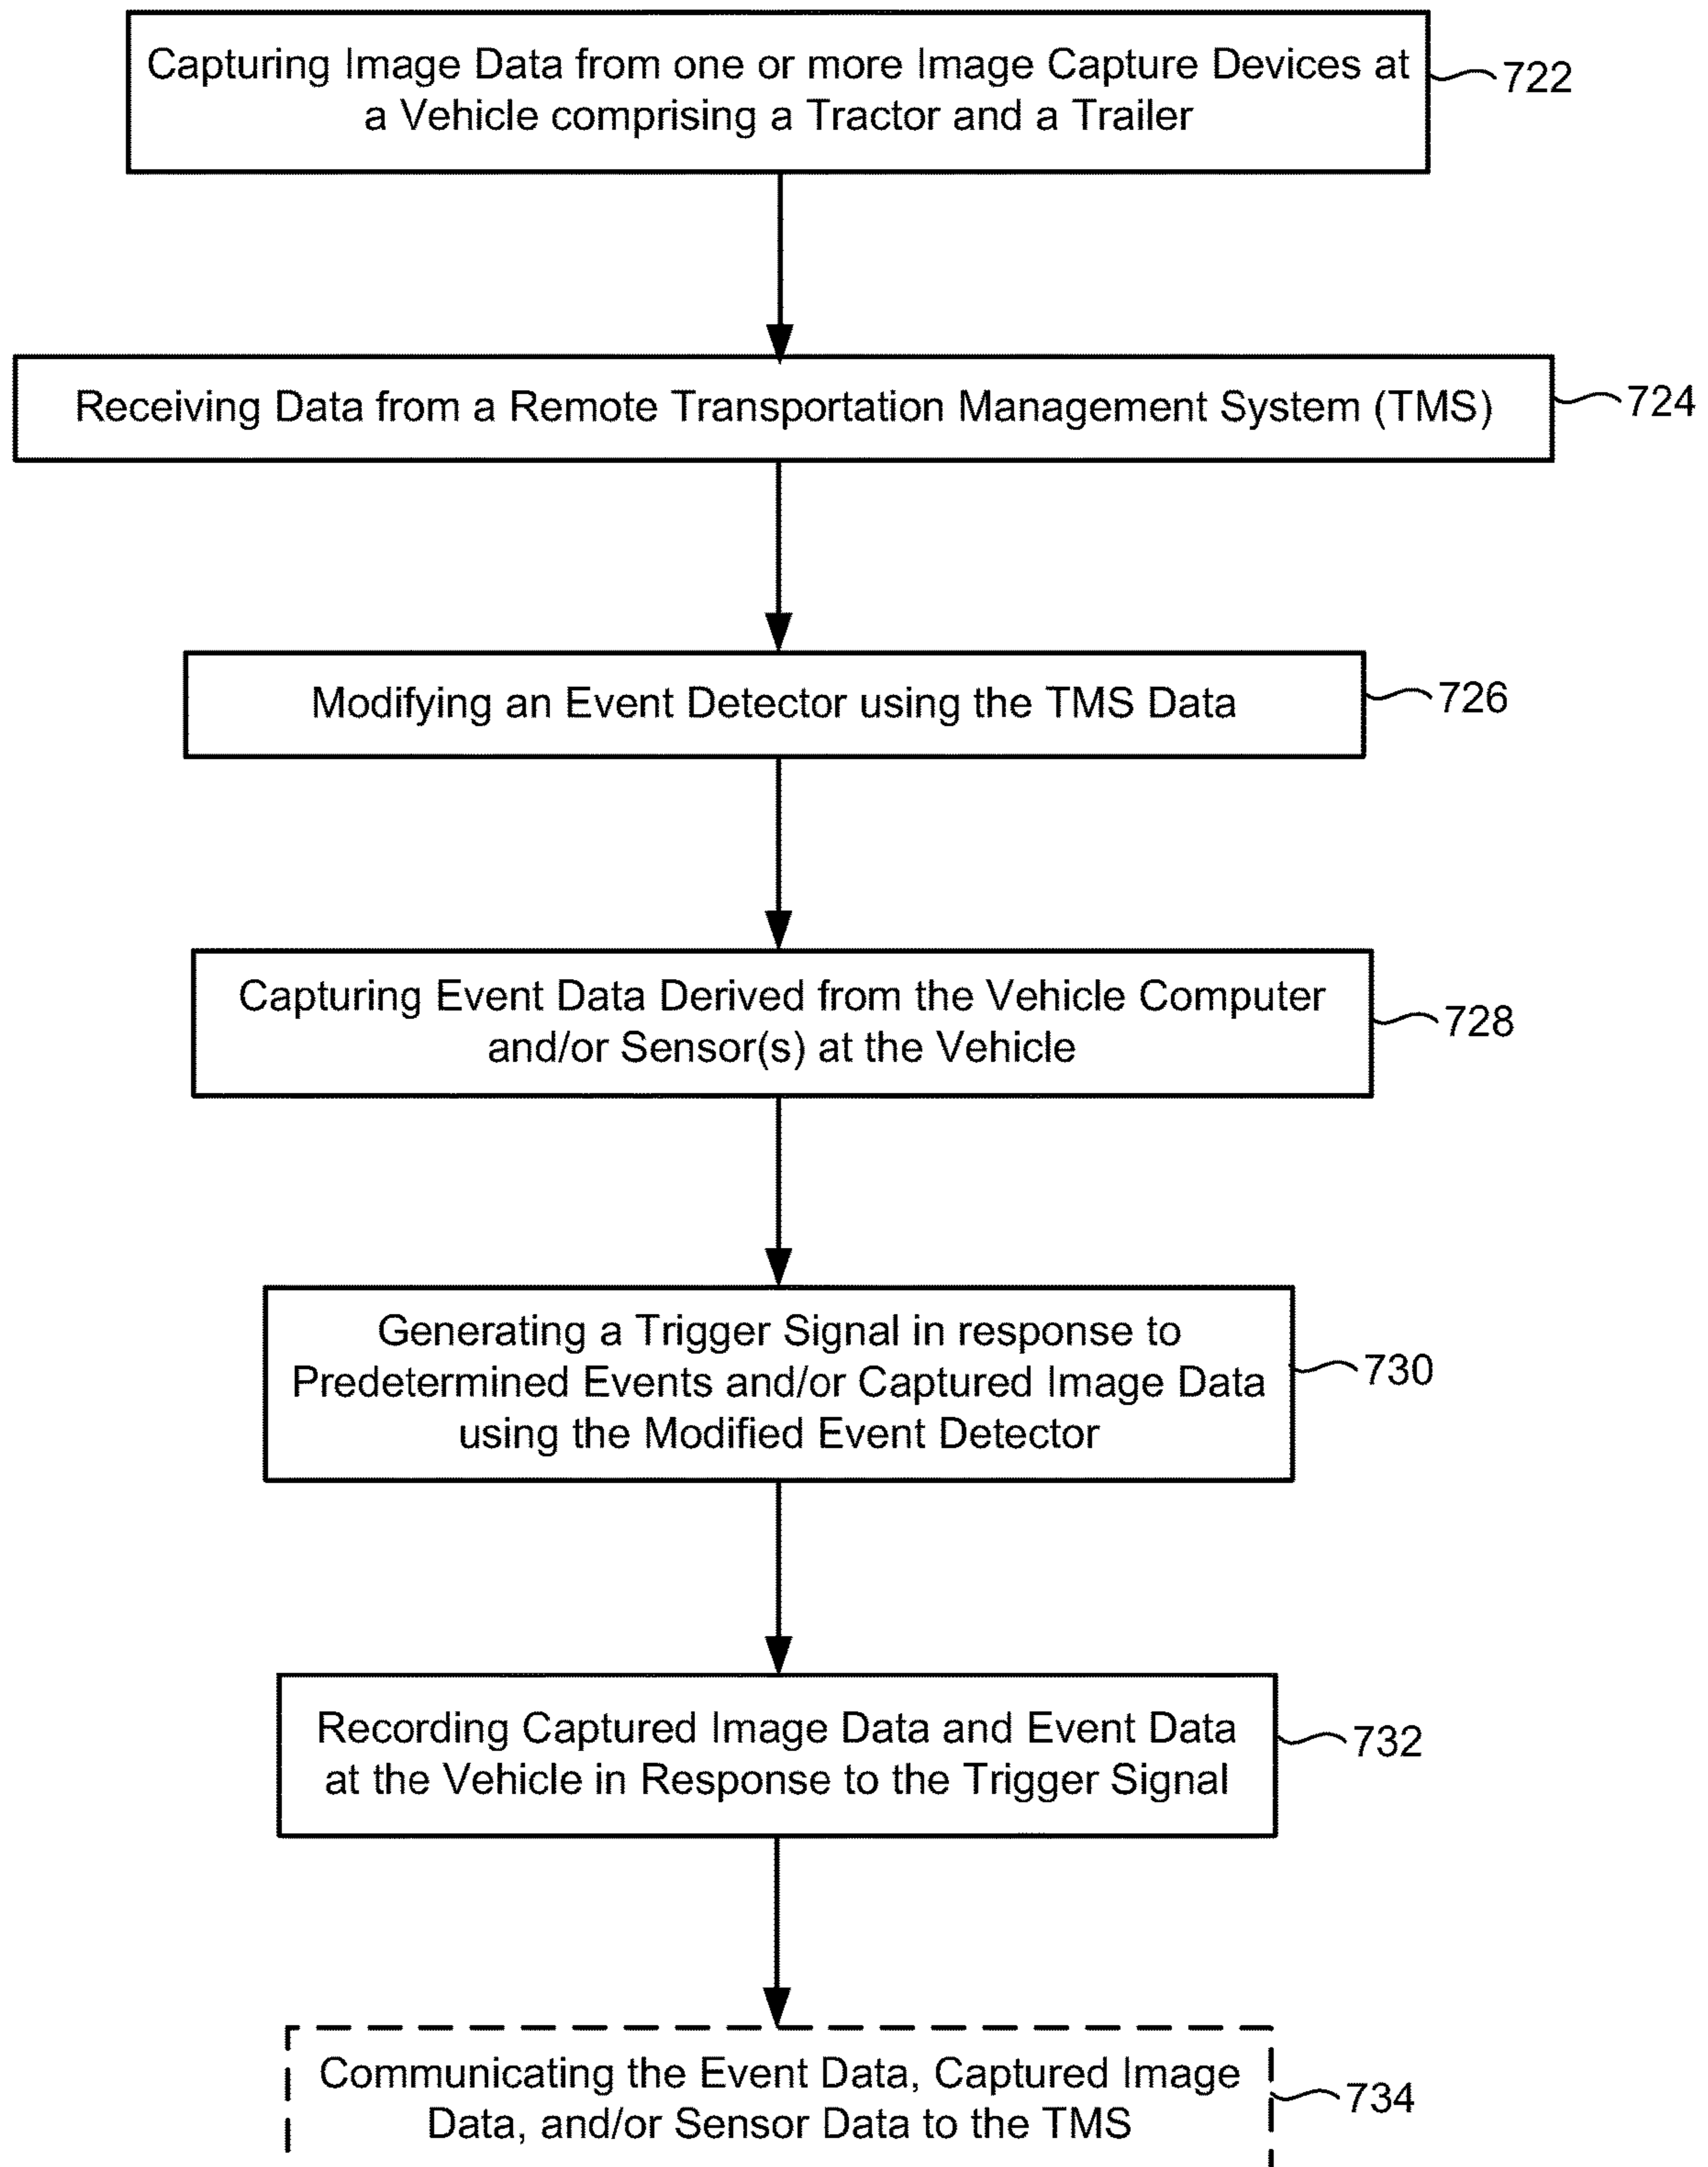 Capturing Image Data from one or more Image Capture Devices at
a Vehicle comprising a Tractor and a Trailer
722
Receiving Data from a Remote Transportation Management System (TMS)
724
Modifying an Event Detector using the TMS Data
726
Capturing Event Data Derived from the Vehicle Computer
and/or Sensor(s) at the Vehicle
728
Generating a Trigger Signal in response to
Predetermined Events and/or Captured Image Data
using the Modified Event Detector
730
Recording Captured Image Data and Event Data
at the Vehicle in Response to the Trigger Signal
732
Communicating the Event Data, Captured Image
Data, and/or Sensor Data to the TMS
734